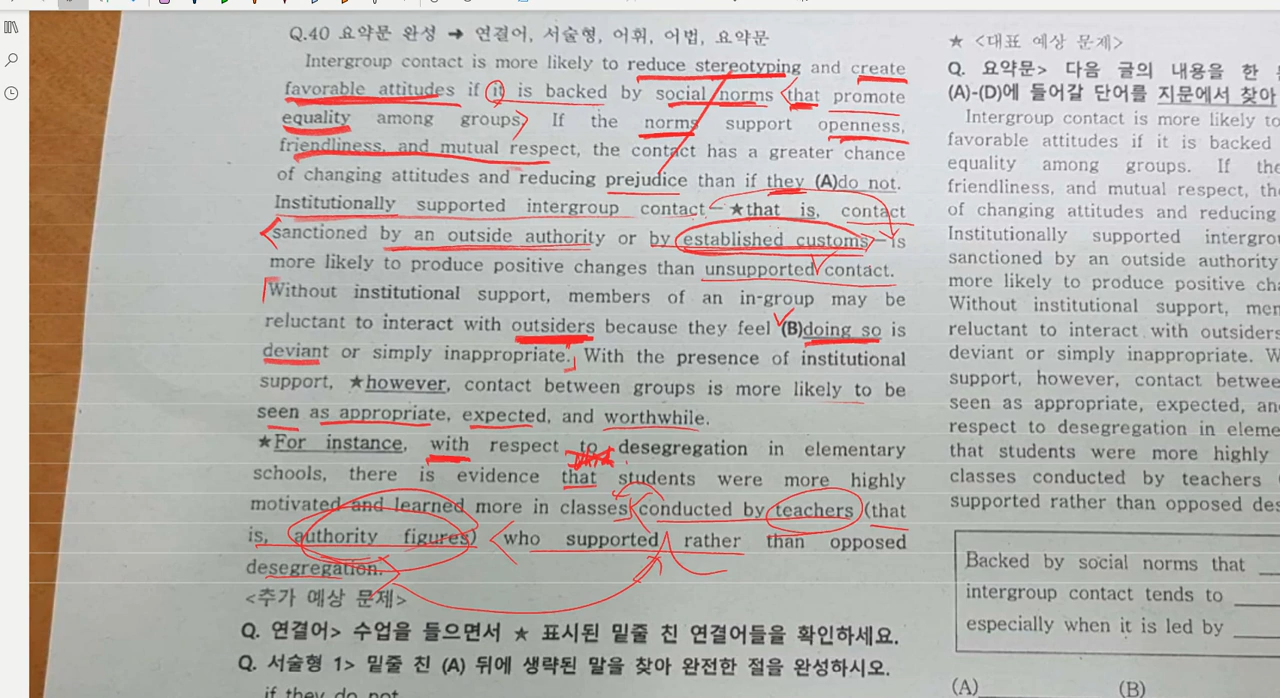 Q.40 요약문 완성 → 연결어, 서술형, 어휘, 어법, 요약문
Intergroup contact is more likely to reduce stereotyping and create
favorable attitudes if it is backed by social norms that promote
equality among groups. If the norms support openness,
friendliness, and mutual respect, the contact has a greater chance
of changing attitudes and reducing prejudice than if they (A)do not.
Institutionally supported intergroup contact—★that is, contact
sanctioned by an outside authority or by established customs—is
more likely to produce positive changes than unsupported contact.
Without institutional support, members of an in-group may be
reluctant to interact with outsiders because they feel (B)doing so is
deviant or simply inappropriate. With the presence of institutional
support, ★however, contact between groups is more likely to be
seen as appropriate, expected, and worthwhile.
★For instance, with respect to desegregation in elementary
schools, there is evidence that students were more highly
motivated and learned more in classes conducted by teachers (that
is, authority figures) who supported rather than opposed
desegregation.
<추가 예상 문제>
Q. 연결어> 수업을 들으면서 ★ 표시된 밑줄 친 연결어들을 확인하세요.
Q. 서술형 1> 밑줄 친 (A) 뒤에 생략된 말을 찾아 완전한 절을 완성하시오.
if they do not
★ <대표 예상 문제>
Q. 요약문> 다음 글의 내용을 한
(A)-(D)에 들어갈 단어를 지문에서 찾아
Intergroup contact is more likely to
favorable attitudes if it is backed
equality among groups. If the
friendliness, and mutual respect, the
of changing attitudes and reducing
Institutionally supported intergrou
sanctioned by an outside authority
more likely to produce positive cha
Without institutional support, mem
reluctant to interact with outsiders
deviant or simply inappropriate. W
support, however, contact betwee
seen as appropriate, expected, an
respect to desegregation in eleme
that students were more highly
classes conducted by teachers (
supported rather than opposed des
Backed by social norms that
intergroup contact tends to
especially when it is led by
(A) (B)